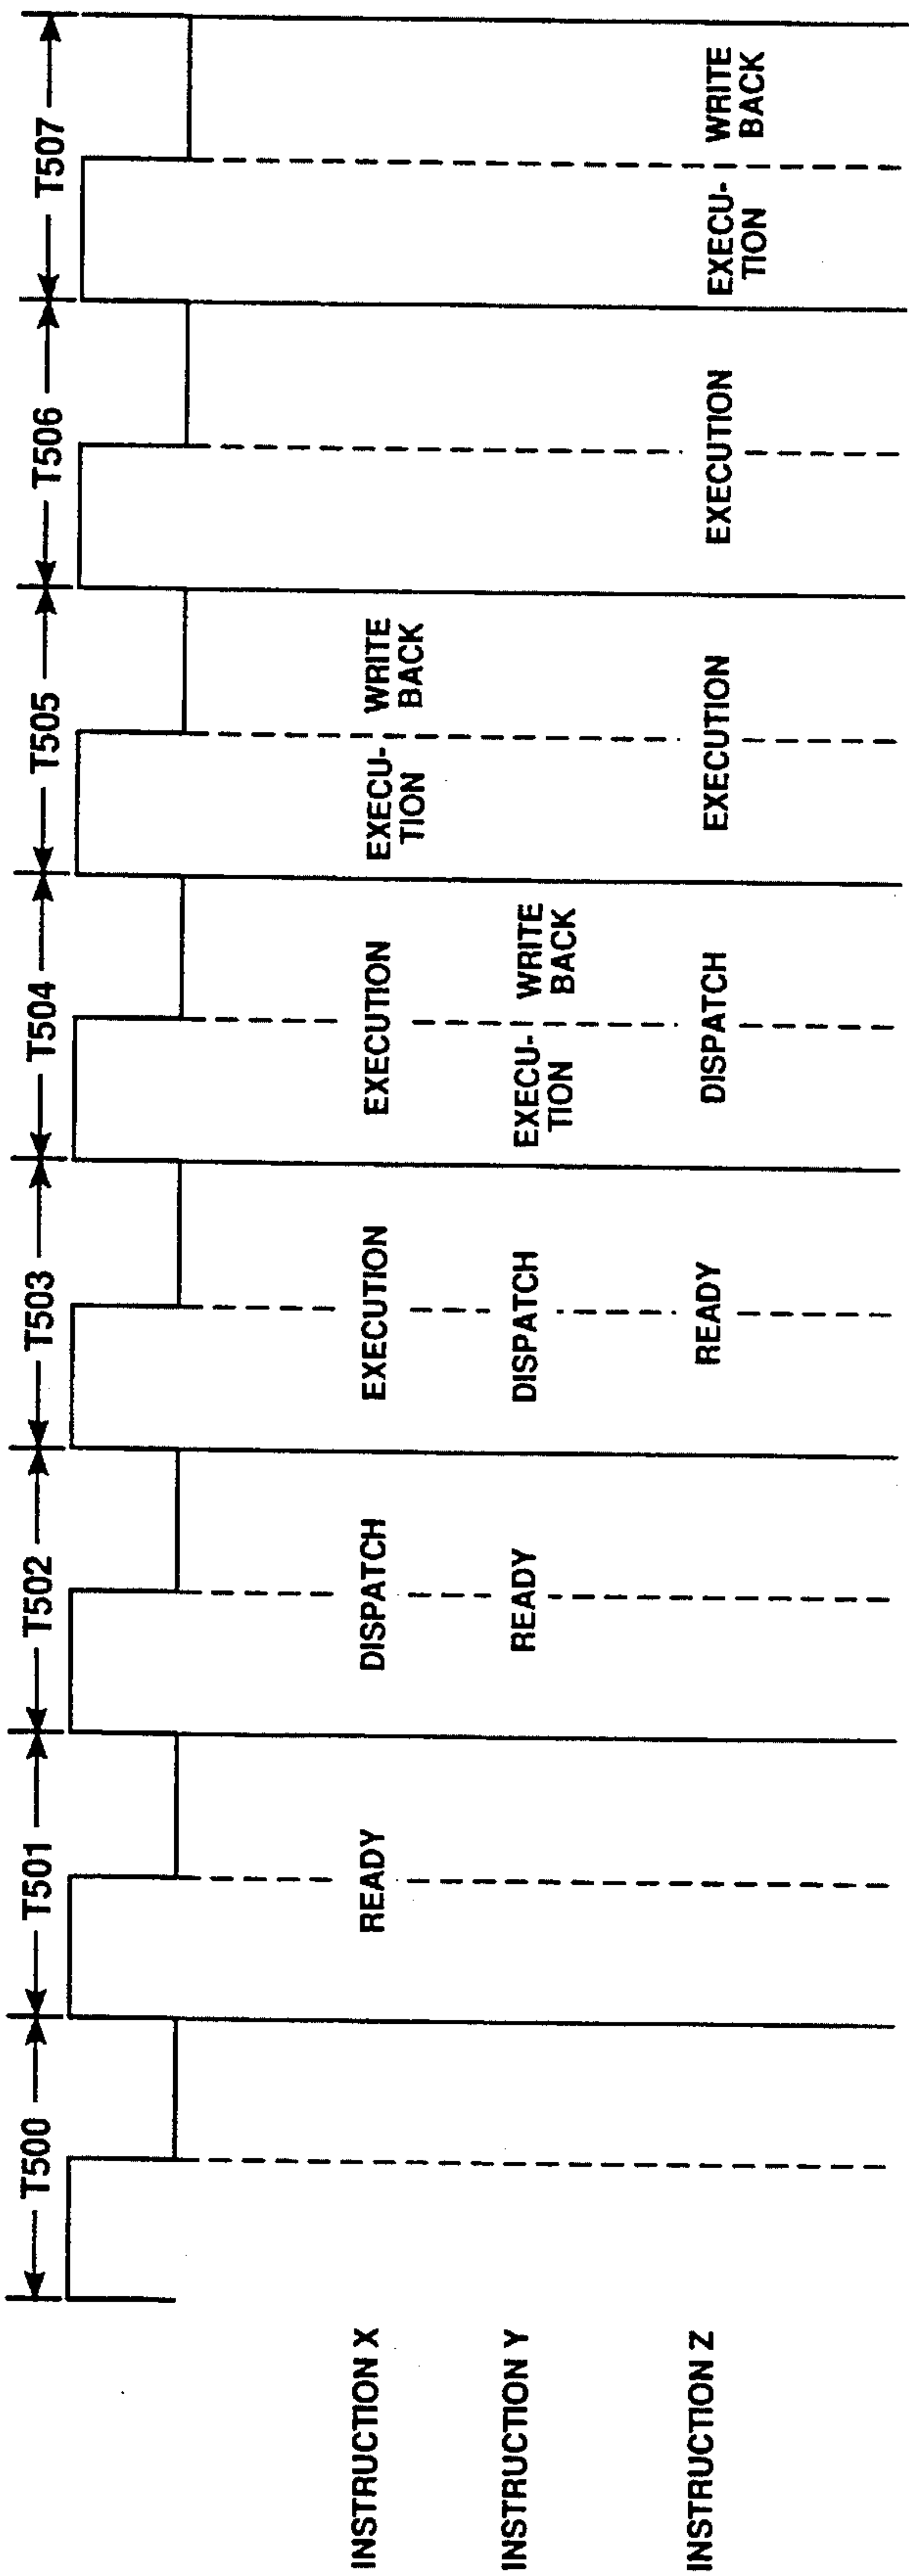 T500
T501
T502
T503
T504
T505
T506
T507
INSTRUCTION X
READY
DISPATCH
EXECUTION
EXECUTION
EXECU-
TION
WRITE
BACK
INSTRUCTION Y
READY
DISPATCH
EXECU-
TION
WRITE
BACK
INSTRUCTION Z
READY
DISPATCH
EXECUTION
EXECUTION
EXECU-
TION
WRITE
BACK